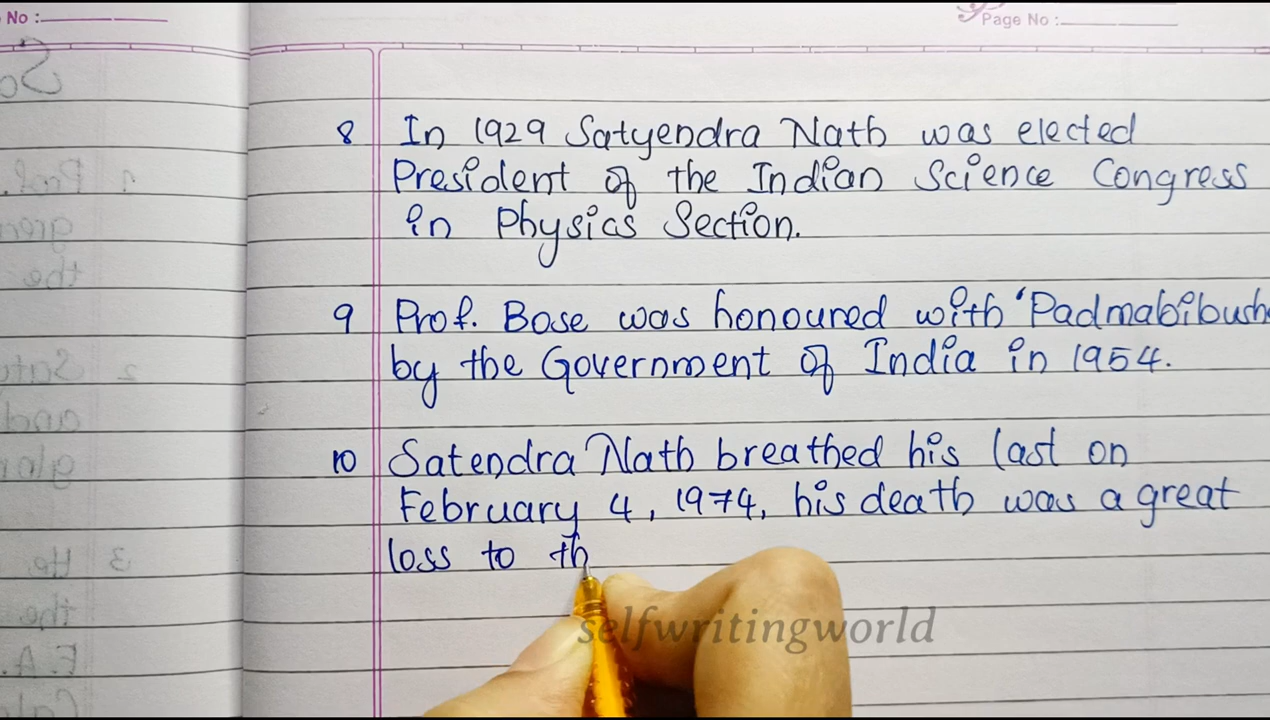 No :
Page No :
8 In 1929 Satyendra Nath was elected
President of the Indian Science Congress
in Physics Section.
9 Prof. Bose was honoured with 'Padmabibush
by the Government of India in 1954.
10 Satendra Nath breathed his last on
February 4, 1974, his death was a great
loss to th
selfwritingworld